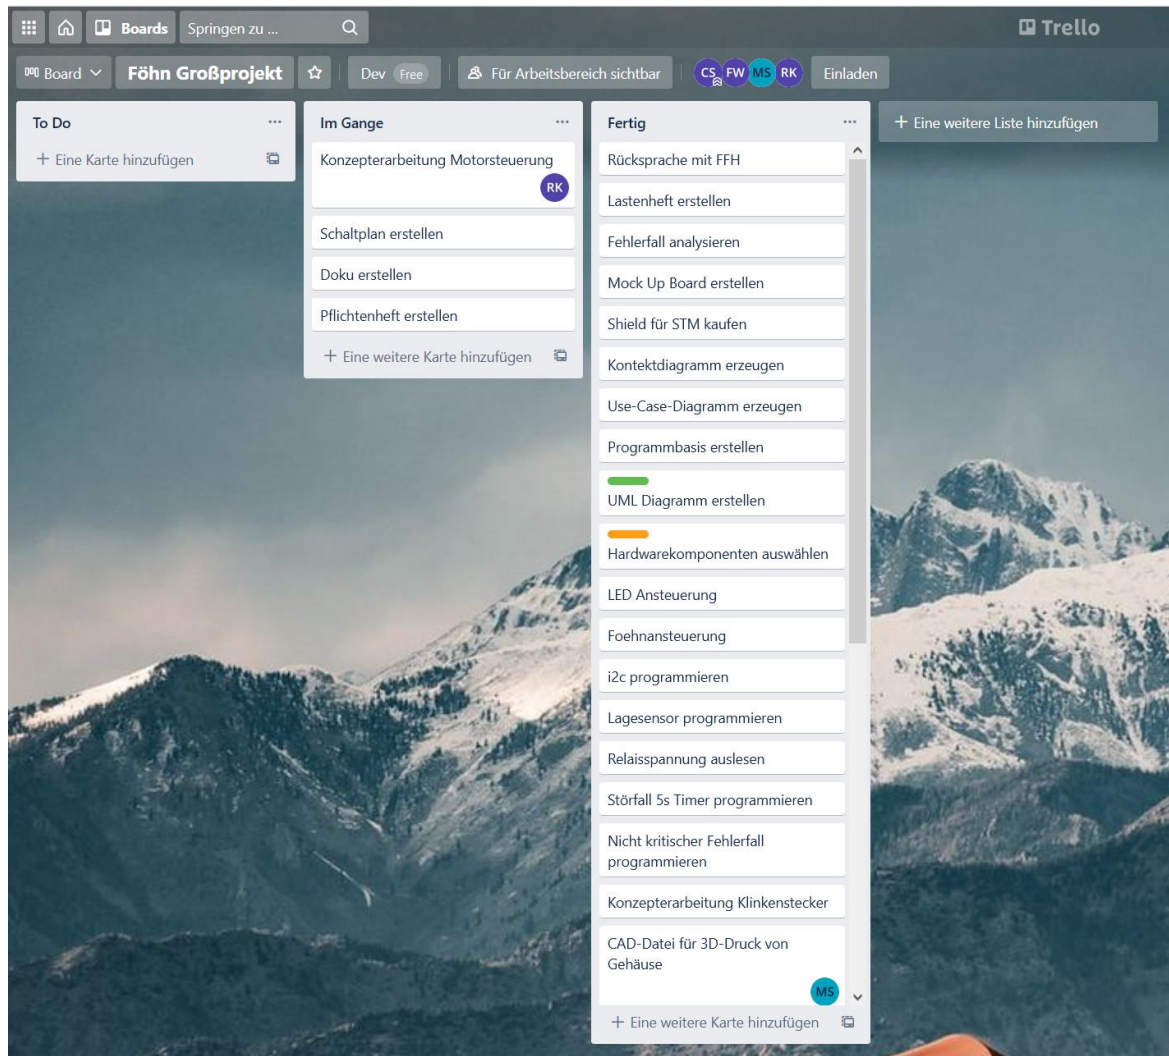 Boards
Springen zu ...
Trello
Board
Föhn Großprojekt
Dev Free
Für Arbeitsbereich sichtbar
CS FW MS RK
Einladen
To Do
+ Eine Karte hinzufügen
Im Gange
Konzepterarbeitung Motorsteuerung
RK
Schaltplan erstellen
Doku erstellen
Pflichtenheft erstellen
+ Eine weitere Karte hinzufügen
Fertig
Rücksprache mit FFH
Lastenheft erstellen
Fehlerfall analysieren
Mock Up Board erstellen
Shield für STM kaufen
Kontektdiagramm erzeugen
Use-Case-Diagramm erzeugen
Programmbasis erstellen
UML Diagramm erstellen
Hardwarekomponenten auswählen
LED Ansteuerung
Foehnansteuerung
i2c programmieren
Lagesensor programmieren
Relaisspannung auslesen
Störfall 5s Timer programmieren
Nicht kritischer Fehlerfall
programmieren
Konzepterarbeitung Klinkenstecker
CAD-Datei für 3D-Druck von
Gehäuse
MS
+ Eine weitere Karte hinzufügen
+ Eine weitere Liste hinzufügen